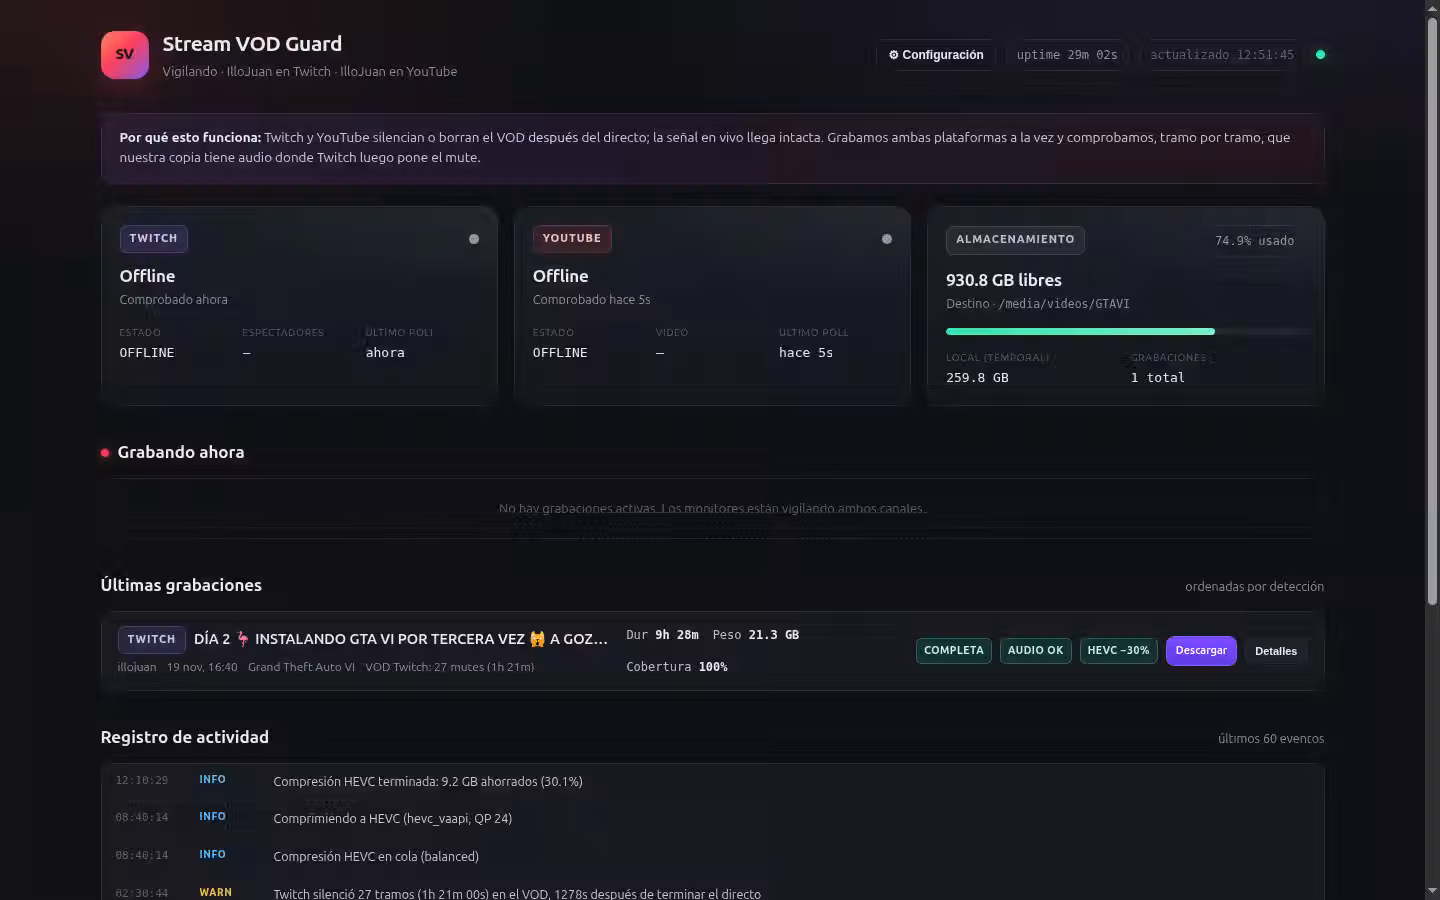 SV
Stream VOD Guard
Vigilando · IlloJuan en Twitch · IlloJuan en YouTube
⚙ Configuración
uptime 29m 02s
actualizado 12:51:45
Por qué esto funciona: Twitch y YouTube silencian o borran el VOD después del directo; la señal en vivo llega intacta. Grabamos ambas plataformas a la vez y comprobamos, tramo por tramo, que
nuestra copia tiene audio donde Twitch luego pone el mute.
TWITCH
Offline
Comprobado ahora
ESTADO ESPECTADORES ÚLTIMO POLL
OFFLINE — ahora
YOUTUBE
Offline
Comprobado hace 5s
ESTADO VIDEO ÚLTIMO POLL
OFFLINE — hace 5s
ALMACENAMIENTO
74.9% usado
930.8 GB libres
Destino · /media/videos/GTAVI
LOCAL (TEMPORAL) GRABACIONES
259.8 GB 1 total
Grabando ahora
No hay grabaciones activas. Los monitores están vigilando ambos canales.
Últimas grabaciones
ordenadas por detección
TWITCH DÍA 2 🦩 INSTALANDO GTA VI POR TERCERA VEZ 🙀 A GOZ...
illojuan 19 nov, 16:40 Grand Theft Auto VI VOD Twitch: 27 mutes (1h 21m)
Dur 9h 28m Peso 21.3 GB
Cobertura 100%
COMPLETA AUDIO OK HEVC −30% Descargar Detalles
Registro de actividad
últimos 60 eventos
12:10:29 INFO Compresión HEVC terminada: 9.2 GB ahorrados (30.1%)
08:40:14 INFO Comprimiendo a HEVC (hevc_vaapi, QP 24)
08:40:14 INFO Compresión HEVC en cola (balanced)
02:30:44 WARN Twitch silenció 27 tramos (1h 21m 00s) en el VOD, 1278s después de terminar el directo